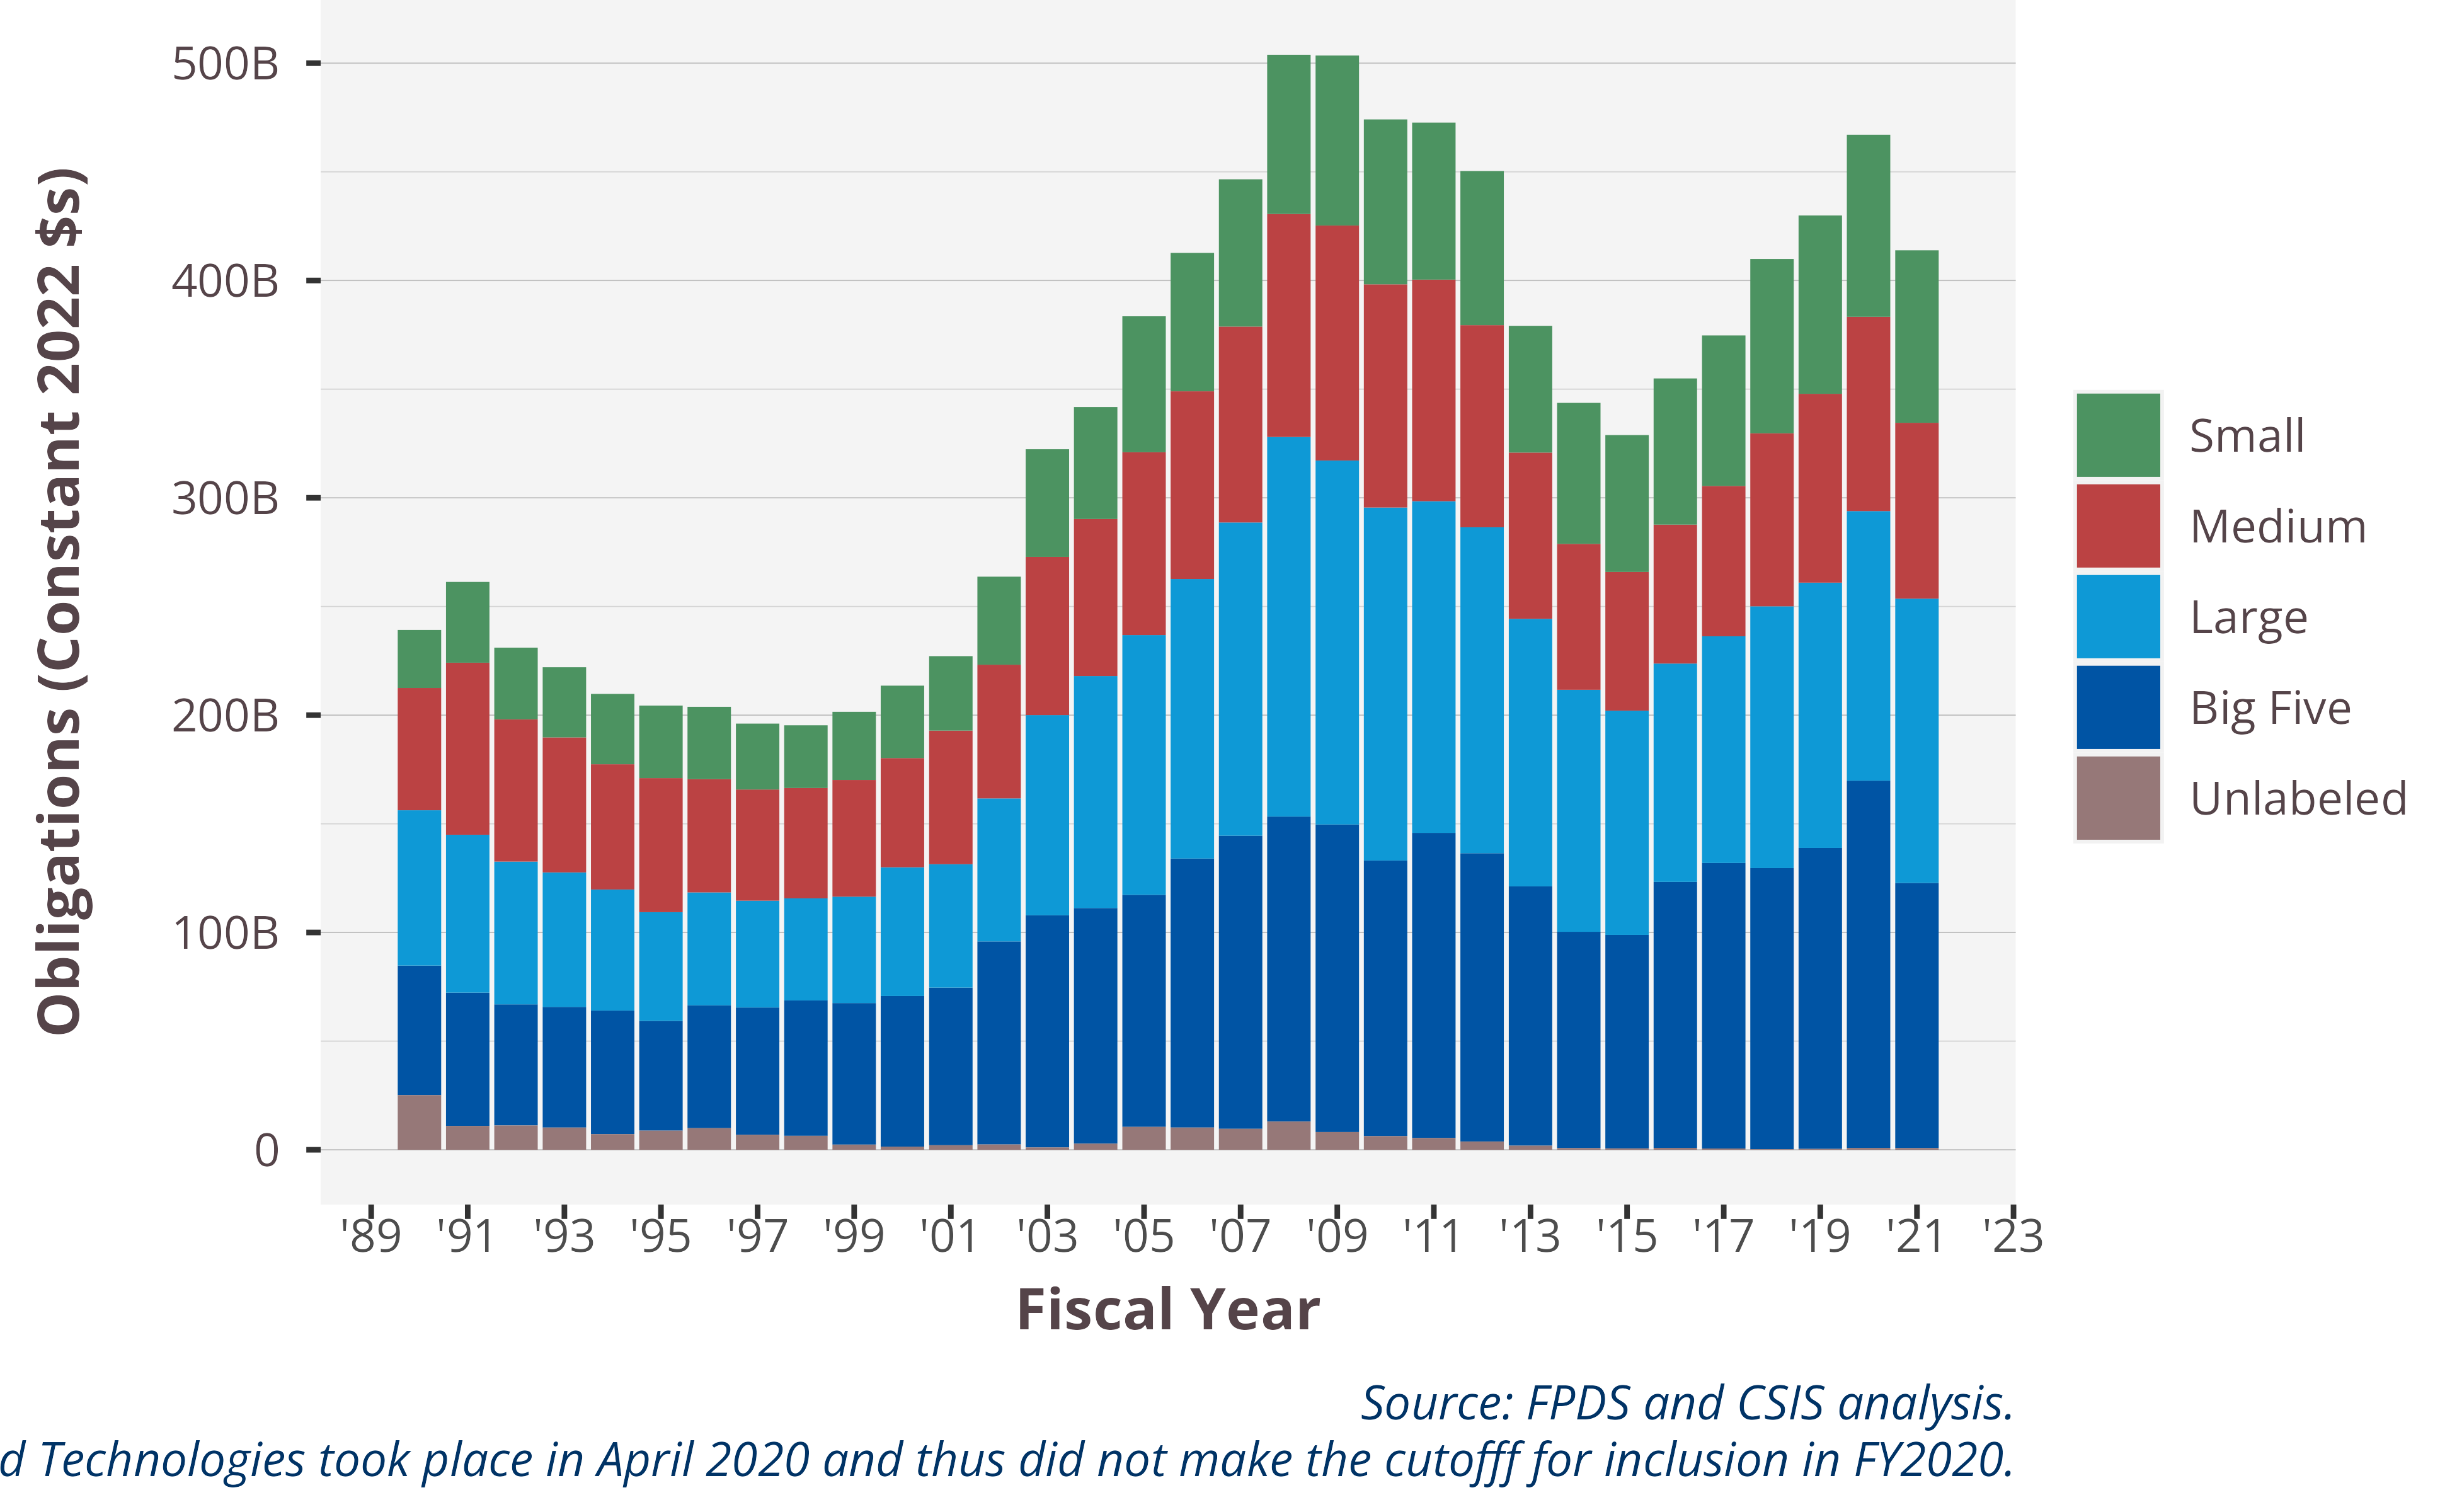 Obligations (Constant 2022 $s)
500B
400B
300B
200B
100B
0
'89 '91 '93 '95 '97 '99 '01 '03 '05 '07 '09 '11 '13 '15 '17 '19 '21 '23
Fiscal Year
Small
Medium
Large
Big Five
Unlabeled
Source: FPDS and CSIS analysis.
d Technologies took place in April 2020 and thus did not make the cutofff for inclusion in FY2020.